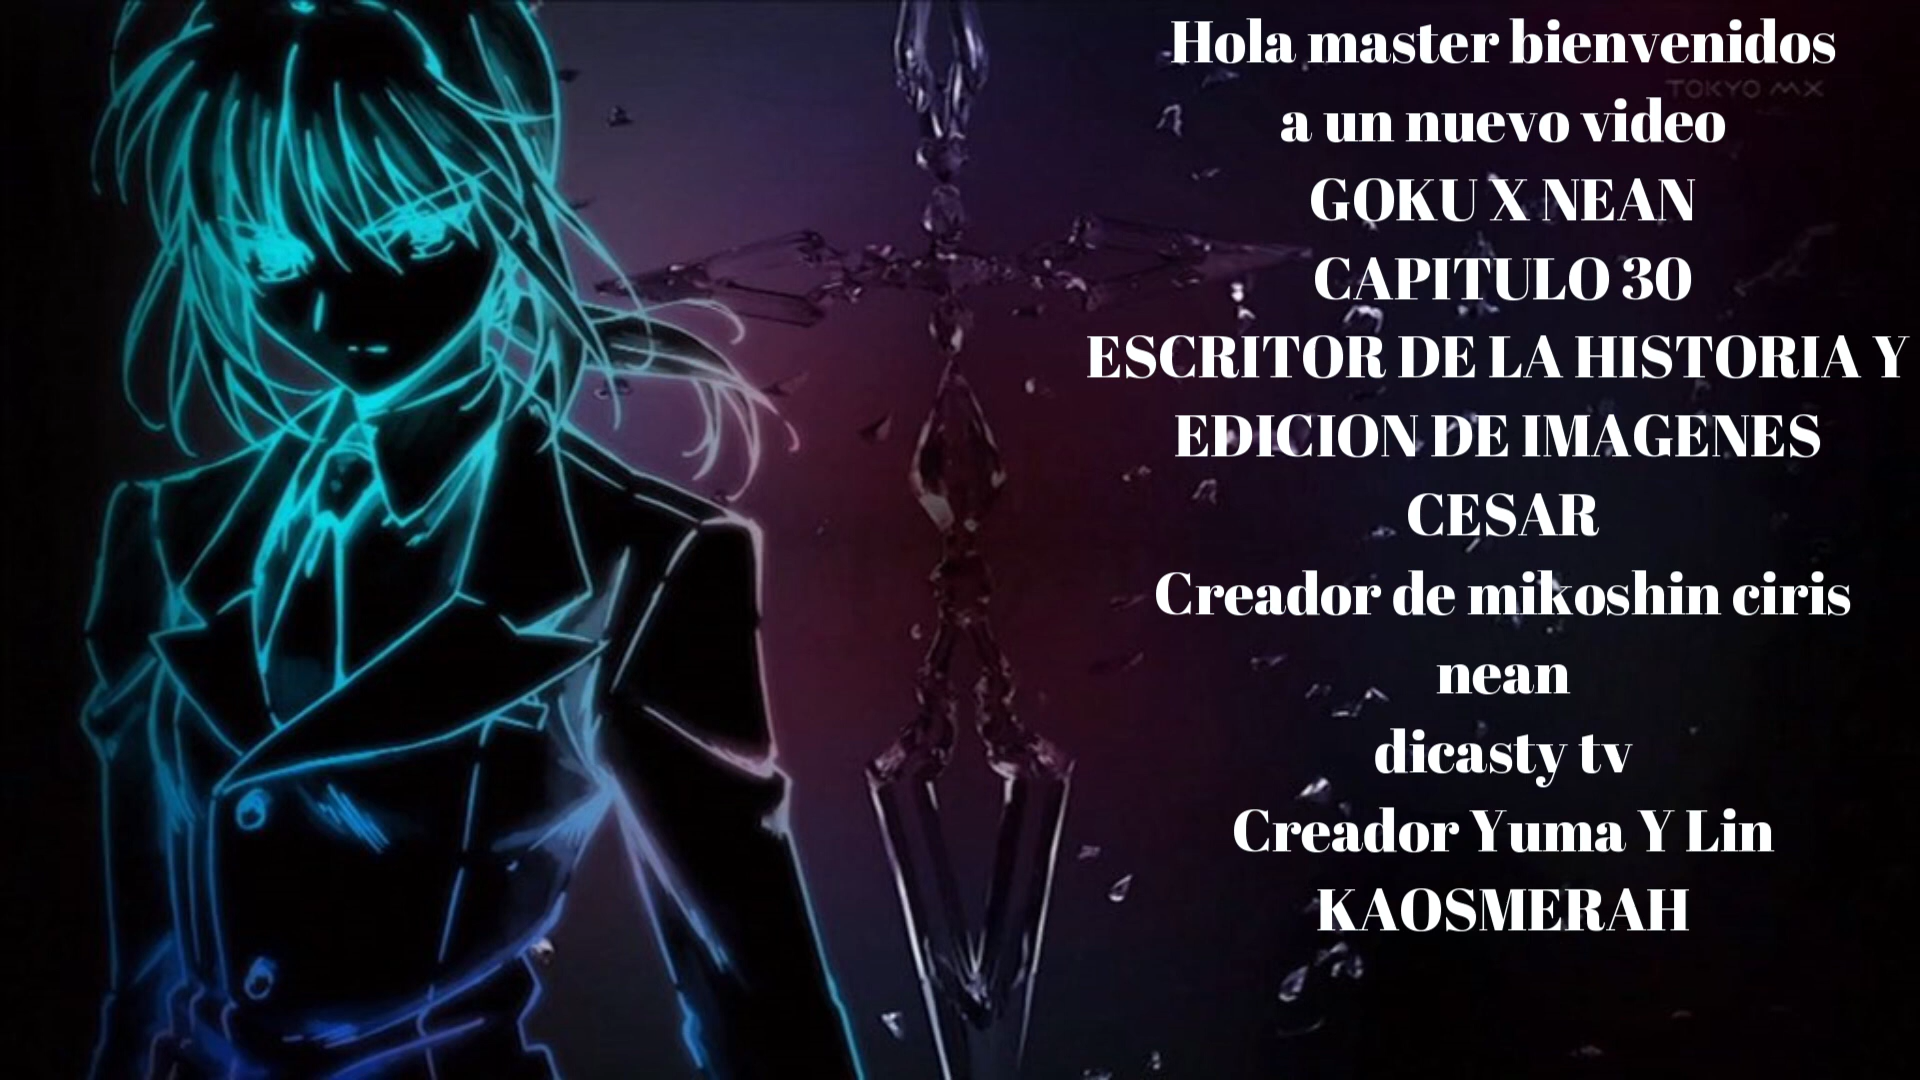 Hola master bienvenidos
TOKYO MX
a un nuevo video
GOKU X NEAN
CAPITULO 30
ESCRITOR DE LA HISTORIA Y
EDICION DE IMAGENES
CESAR
Creador de mikoshin ciris
nean
dicasty tv
Creador Yuma Y Lin
KAOSMERAH